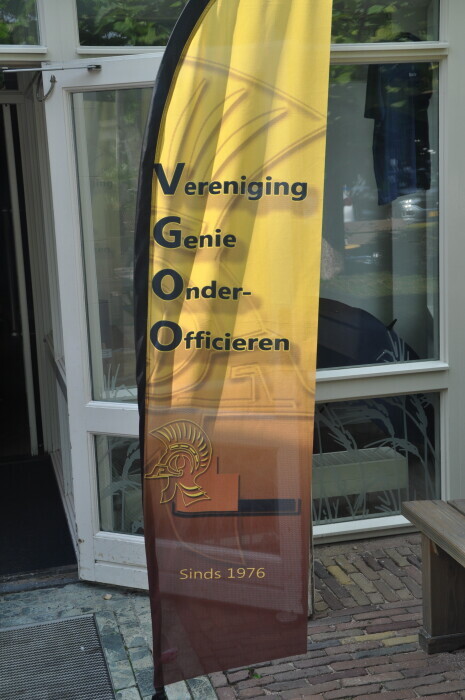 Vereniging
Genie
Onder-
Officieren
Sinds 1976